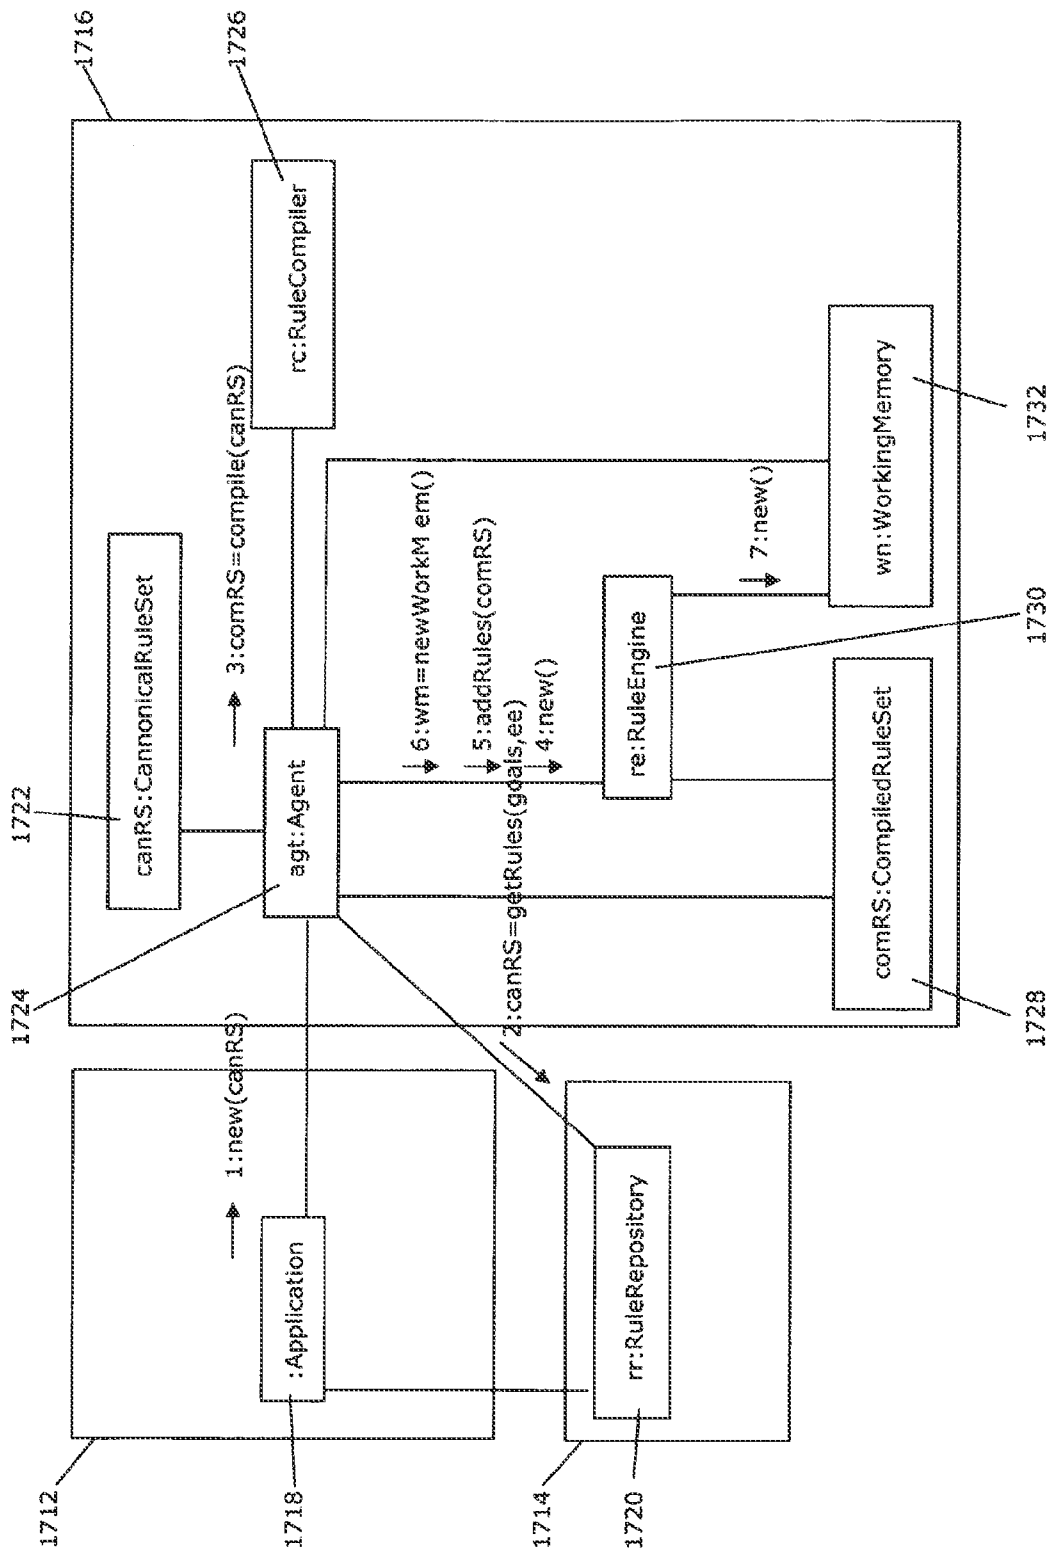 1716
1726
1722
canRS:CannonicalRuleSet
3:comRS=compile(canRS)
rc:RuleCompiler
1724
agt:Agent
1:new(canRS)
6:wm=newWorkM em()
5:addRules(comRS)
2:canRS=getRules(goals,ee)
4:new()
1712
:Application
1718
re:RuleEngine
7:new()
1714
rr:RuleRepository
1720
comRS:CompiledRuleSet
wn:WorkingMemory
1728
1730
1732